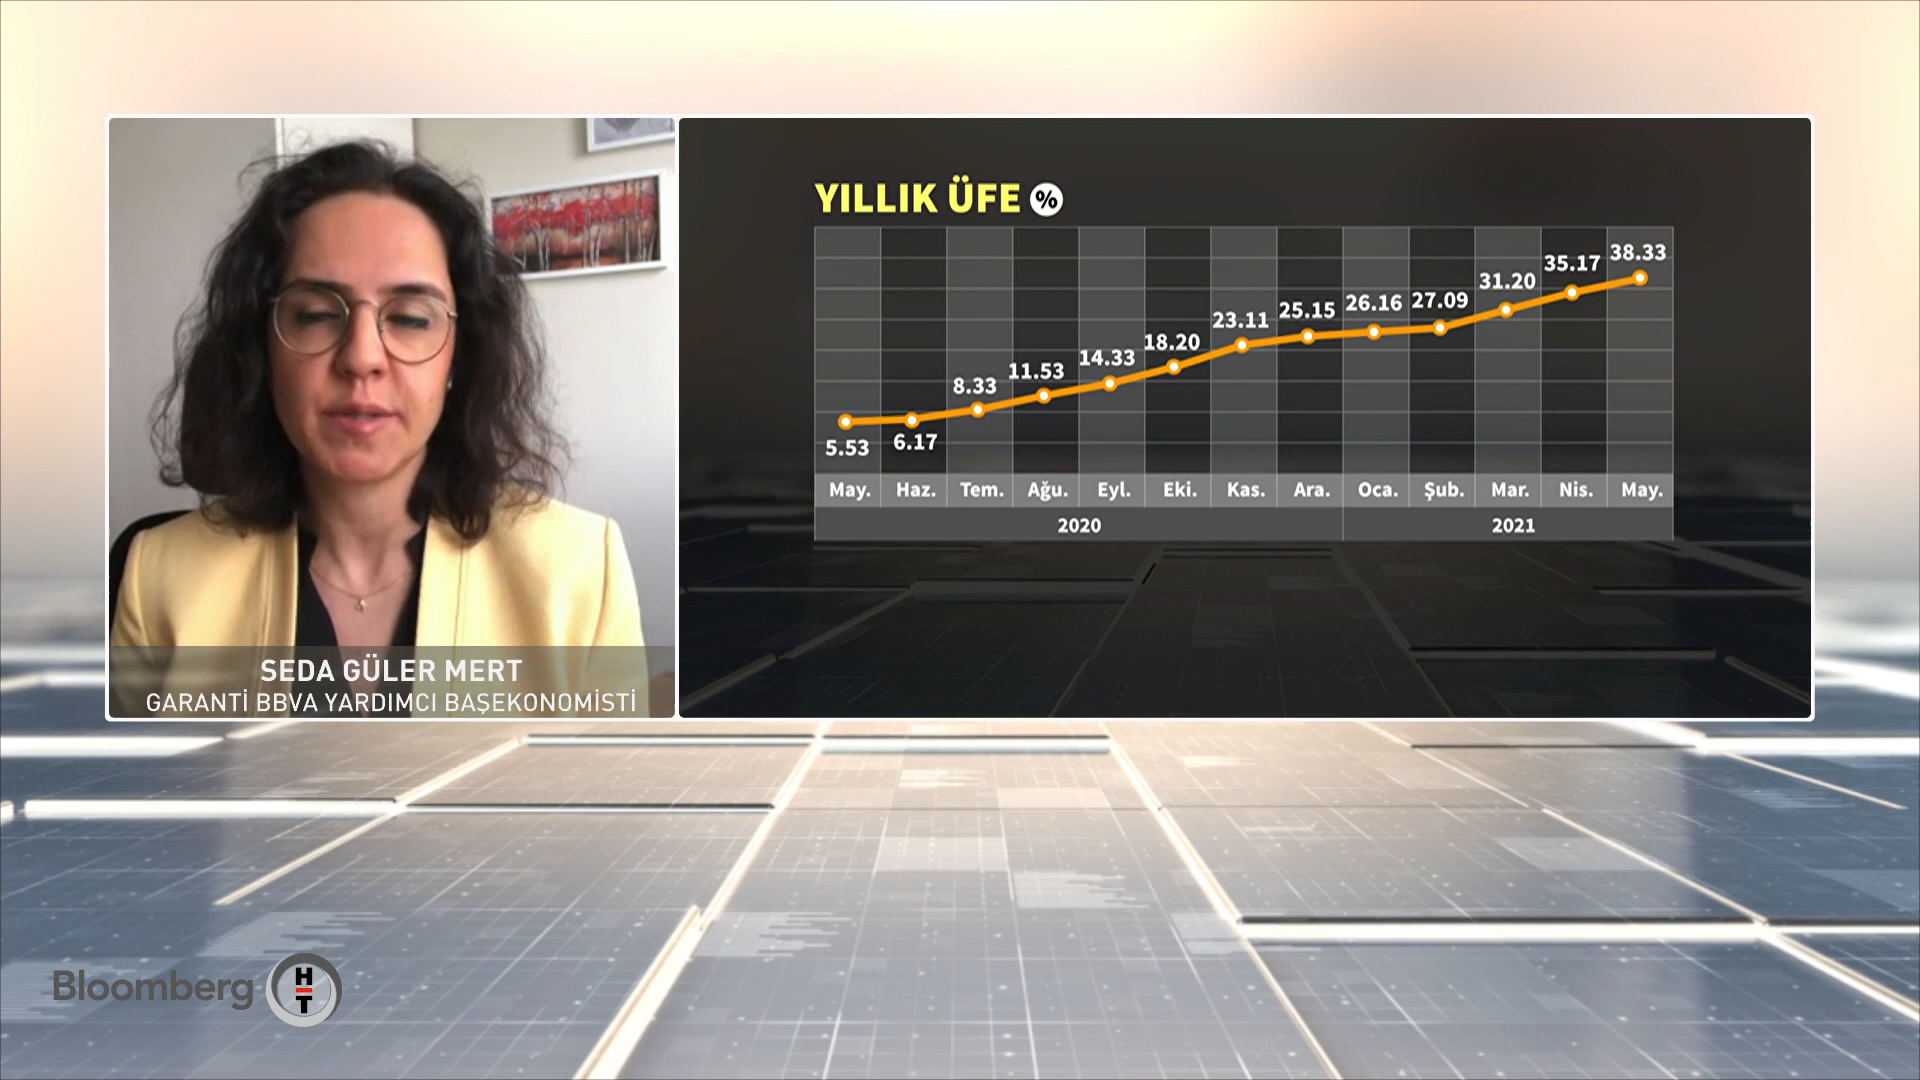 YILLIK ÜFE %
5.53 6.17 8.33 11.53 14.33 18.20 23.11 25.15 26.16 27.09 31.20 35.17 38.33
May. Haz. Tem. Ağu. Eyl. Eki. Kas. Ara. Oca. Şub. Mar. Nis. May.
2020 2021
SEDA GÜLER MERT
GARANTİ BBVA YARDIMCI BAŞEKONOMİSTİ
Bloomberg HT